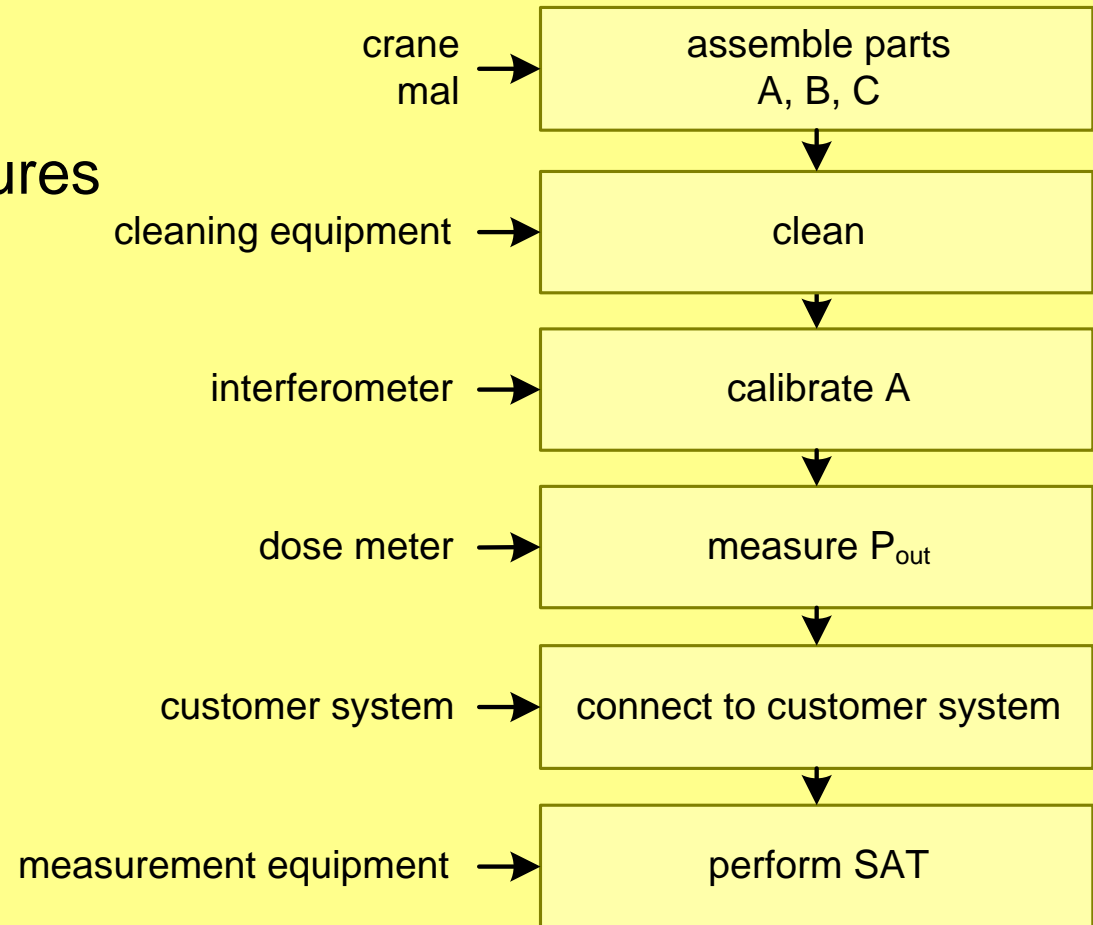 crane
mal
assemble parts
A, B, C
ures
cleaning equipment
clean
interferometer
calibrate A
dose meter
measure Pout
customer system
connect to customer system
measurement equipment
perform SAT